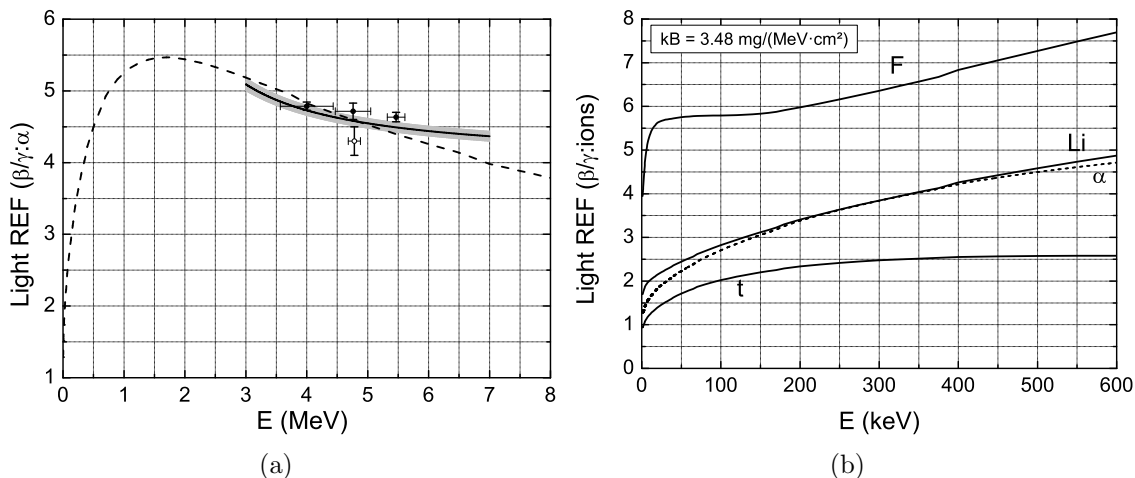 6
5
4
3
2
1
0 1 2 3 4 5 6 7 8
Light REF (β/γ:α)
E (MeV)
(a)
8
7
6
5
4
3
2
1
0
0 100 200 300 400 500 600
Light REF (β/γ:ions)
kB = 3.48 mg/(MeV·cm²)
F
Li
α
t
E (keV)
(b)